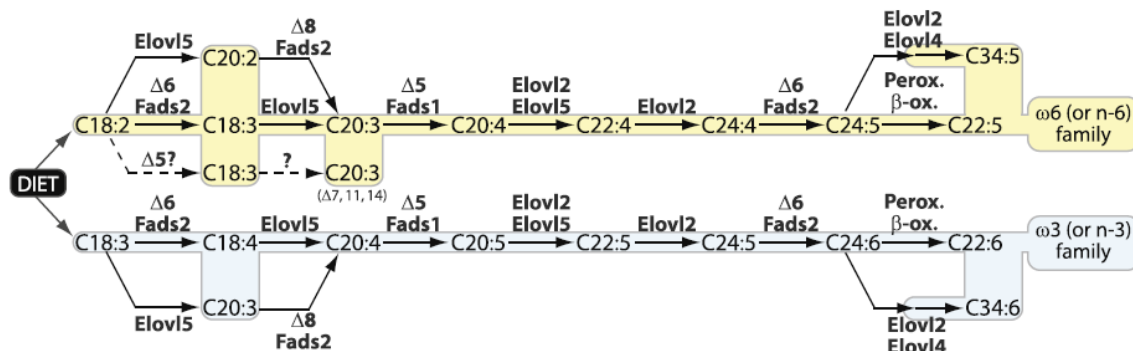 Elovl2
Elovl4
Elovl5
Δ8
Fads2
C20:2
C34:5
Δ6
Fads2
Elovl5
Δ5
Fads1
Elovl2
Elovl5
Elovl2
Δ6
Fads2
Perox.
β-ox.
C18:2
C18:3
C20:3
C20:4
C22:4
C24:4
C24:5
C22:5
ω6 (or n-6)
family
Δ5?
C18:3
?
C20:3
(Δ7, 11, 14)
DIET
Δ6
Fads2
Elovl5
Δ5
Fads1
Elovl2
Elovl5
Elovl2
Δ6
Fads2
Perox.
β-ox.
C18:3
C18:4
C20:4
C20:5
C22:5
C24:5
C24:6
C22:6
ω3 (or n-3)
family
Elovl5
C20:3
Δ8
Fads2
C34:6
Elovl2
Elovl4